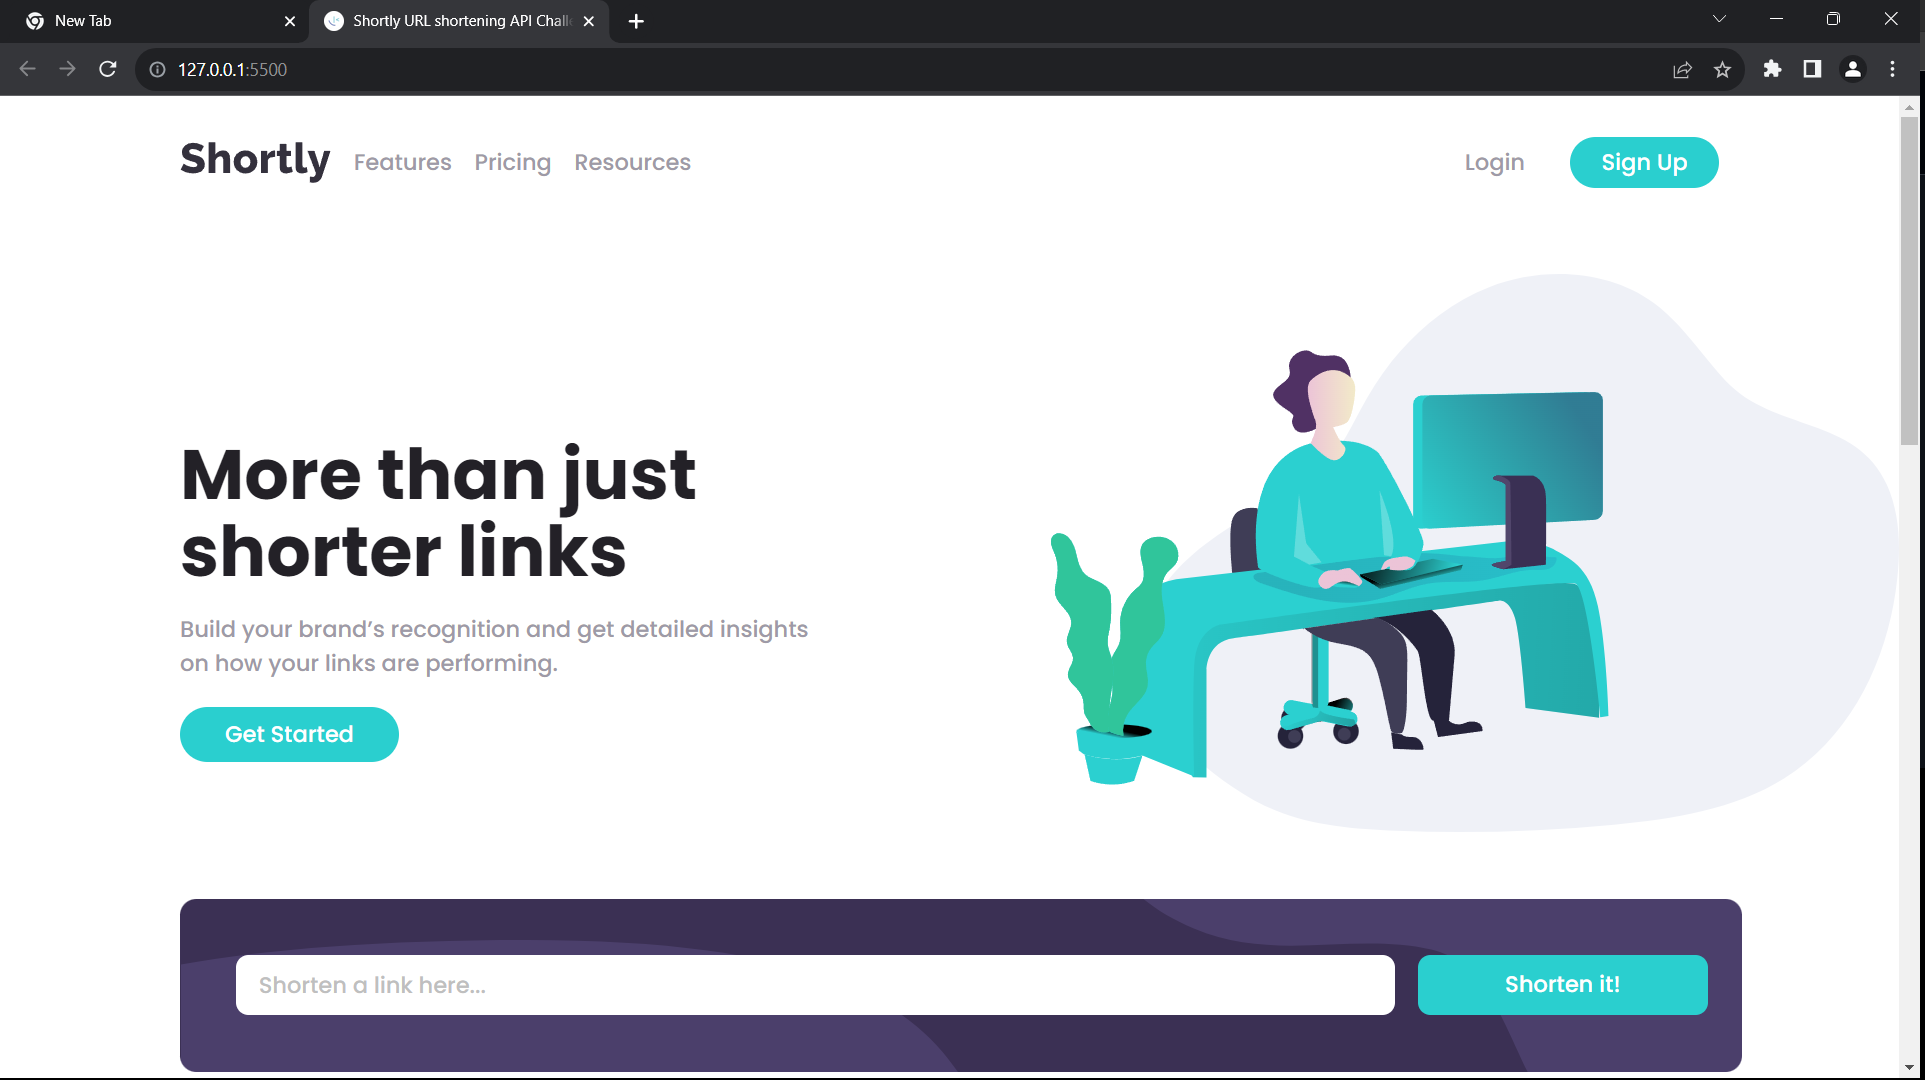 New Tab
Shortly URL shortening API Chall
127.0.0.1:5500
Shortly
Features
Pricing
Resources
Login
Sign Up
More than just
shorter links
Build your brand’s recognition and get detailed insights
on how your links are performing.
Get Started
Shorten a link here...
Shorten it!